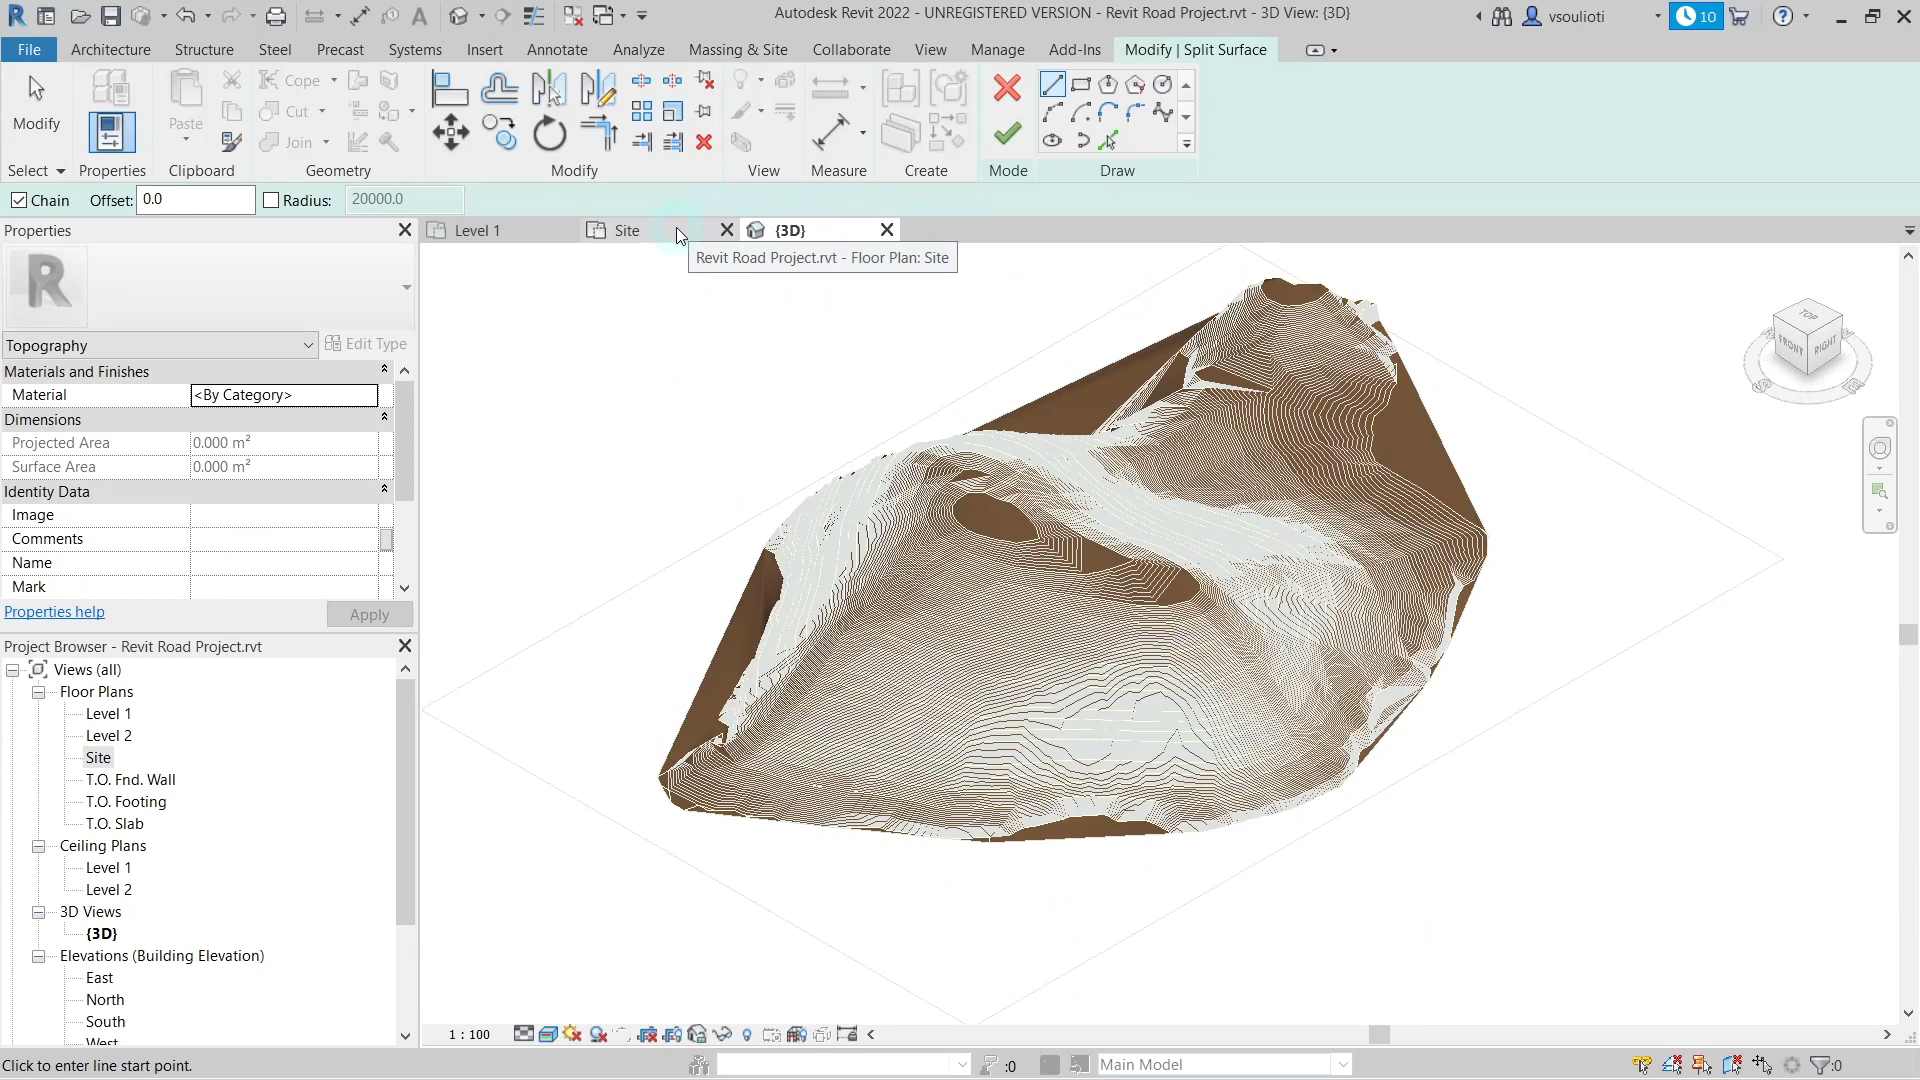 Autodesk Revit 2022 - UNREGISTERED VERSION - Revit Road Project.rvt - 3D View: {3D}
vsoulioti
10
File Architecture Structure Steel Precast Systems Insert Annotate Analyze Massing & Site Collaborate View Manage Add-Ins Modify | Split Surface
Modify
Paste
Cope
Cut
Join
Select Properties Clipboard Geometry Modify View Measure Create Mode Draw
Chain Offset: 0.0 Radius: 20000.0
Properties
Level 1
Site
{3D}
Revit Road Project.rvt - Floor Plan: Site
R
Topography
Edit Type
Materials and Finishes
Material <By Category>
Dimensions
Projected Area 0.000 m²
Surface Area 0.000 m²
Identity Data
Image
Comments
Name
Mark
Properties help
Apply
TOP
FRONT
RIGHT
S
E
Project Browser - Revit Road Project.rvt
Views (all)
Floor Plans
Level 1
Level 2
Site
T.O. Fnd. Wall
T.O. Footing
T.O. Slab
Ceiling Plans
Level 1
Level 2
3D Views
{3D}
Elevations (Building Elevation)
East
North
South
West
1 : 100
Click to enter line start point.
:0
Main Model
:0